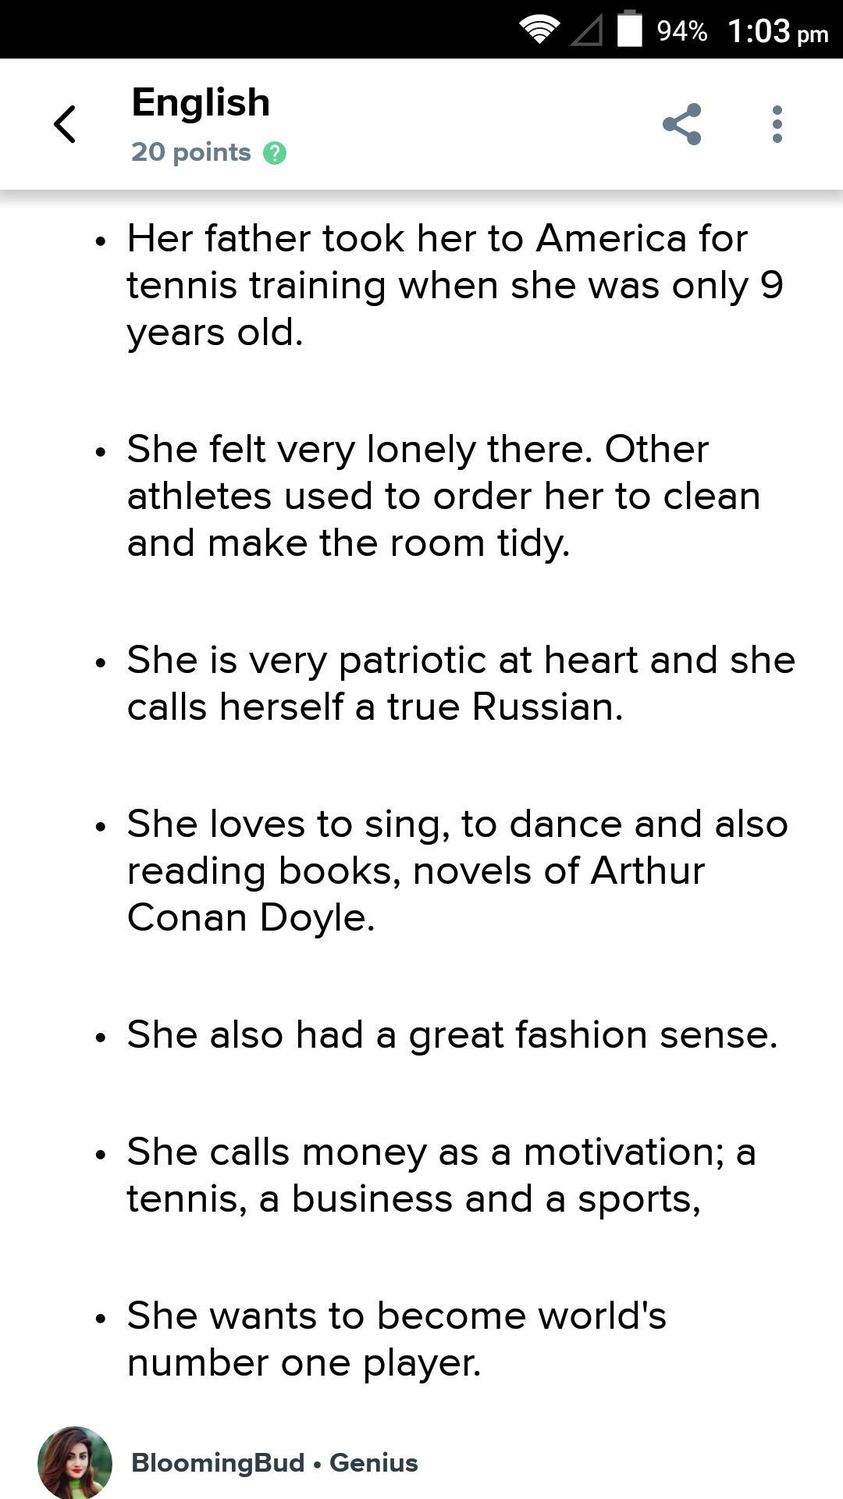 94% 1:03 pm
English
20 points ?
• Her father took her to America for
tennis training when she was only 9
years old.
• She felt very lonely there. Other
athletes used to order her to clean
and make the room tidy.
• She is very patriotic at heart and she
calls herself a true Russian.
• She loves to sing, to dance and also
reading books, novels of Arthur
Conan Doyle.
• She also had a great fashion sense.
• She calls money as a motivation; a
tennis, a business and a sports,
• She wants to become world's
number one player.
BloomingBud • Genius